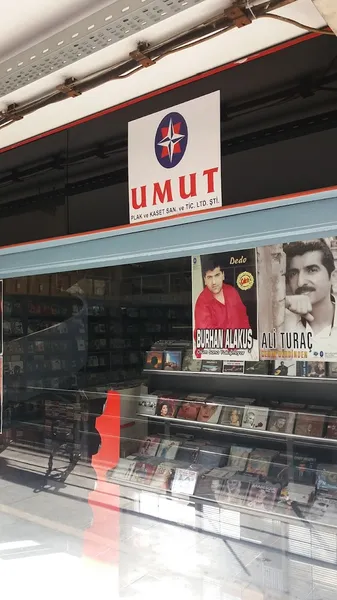 UMUT
PLAK ve KASET SAN. ve TİC. LTD. ŞTİ.
Dede
BURHAN ALAKUŞ
ALİ TURAÇ